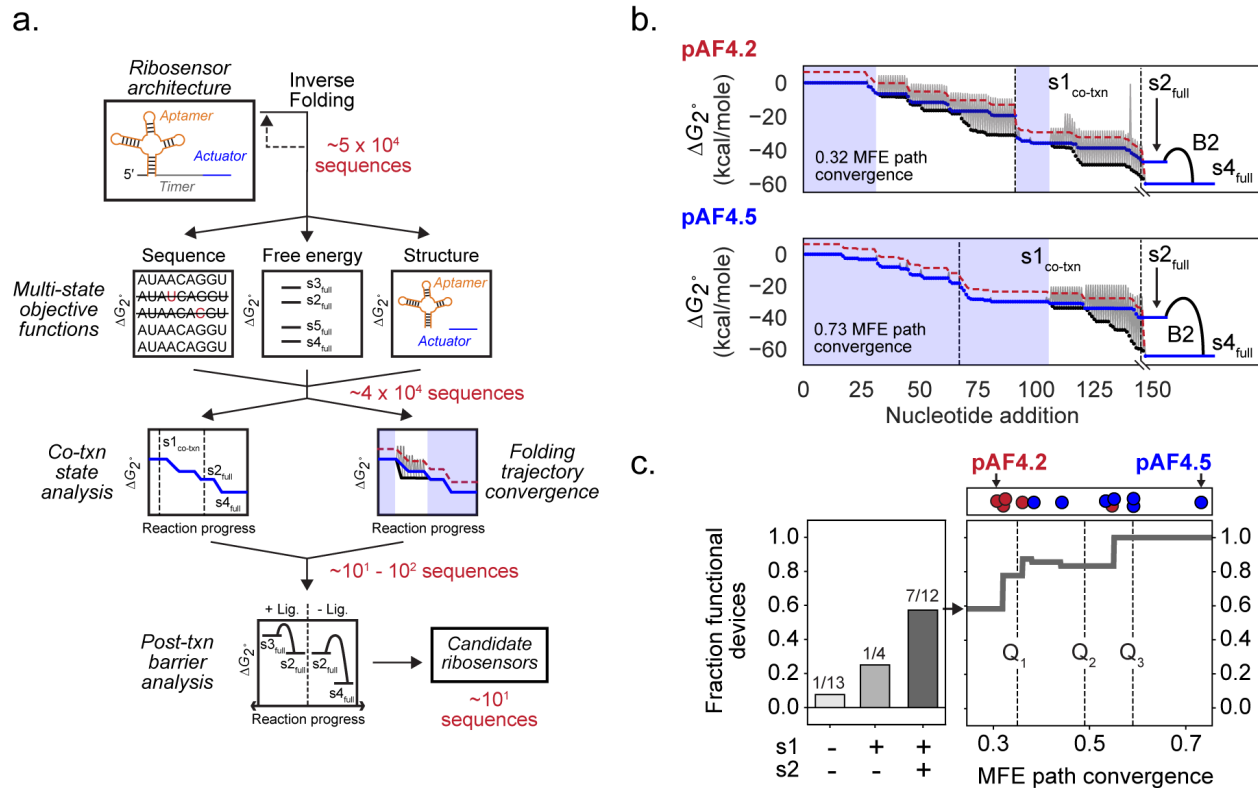 a.
Ribosensor
architecture
Inverse
Folding
Aptamer
Actuator
5'
Timer
~5 x 10⁴
sequences
Sequence
Free energy
Structure
Multi-state
objective
functions
ΔG₂°
AUAACAGGU
AUAUCAGGU
AUAACACGU
AUAACAGGU
AUAACAGGU
ΔG₂°
s3full
s2full
s5full
s4full
ΔG₂°
Aptamer
Actuator
~4 x 10⁴ sequences
Co-txn
state
analysis
ΔG₂°
s1co-txn
s2full
s4full
Reaction progress
ΔG₂°
Reaction progress
Folding
trajectory
convergence
~10¹ - 10² sequences
+ Lig.
- Lig.
Post-txn
barrier
analysis
ΔG₂°
s3full
s2full
s2full
s4full
Reaction progress
Candidate
ribosensors
~10¹
sequences
b.
pAF4.2
ΔG₂°
(kcal/mole)
0
−20
−40
−60
0.32 MFE path
convergence
s1co-txn
s2full
B2
s4full
pAF4.5
ΔG₂°
(kcal/mole)
0
−20
−40
−60
0.73 MFE path
convergence
s1co-txn
s2full
B2
s4full
0 25 50 75 100 125 150
Nucleotide addition
c.
pAF4.2
pAF4.5
Fraction functional
devices
1.0
0.8
0.6
0.4
0.2
0.0
1/13
1/4
7/12
s1 - + +
s2 - - +
Q₁
Q₂
Q₃
1.0
0.8
0.6
0.4
0.2
0.0
0.3 0.5 0.7
MFE path convergence